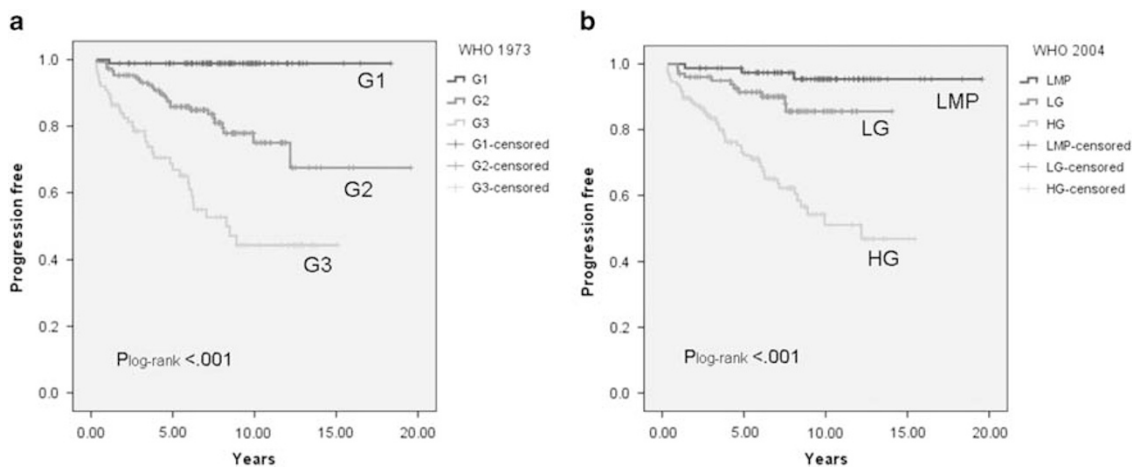 a
WHO 1973
G1
G2
G3
G1-censored
G2-censored
G3-censored
Progression free
1.0
0.8
0.6
0.4
0.2
0.0
G1
G2
G3
Plog-rank <.001
0.00 5.00 10.00 15.00 20.00
Years
b
WHO 2004
LMP
LG
HG
LMP-censored
LG-censored
HG-censored
Progression free
1.0
0.8
0.6
0.4
0.2
0.0
LMP
LG
HG
Plog-rank <.001
0.00 5.00 10.00 15.00 20.00
Years